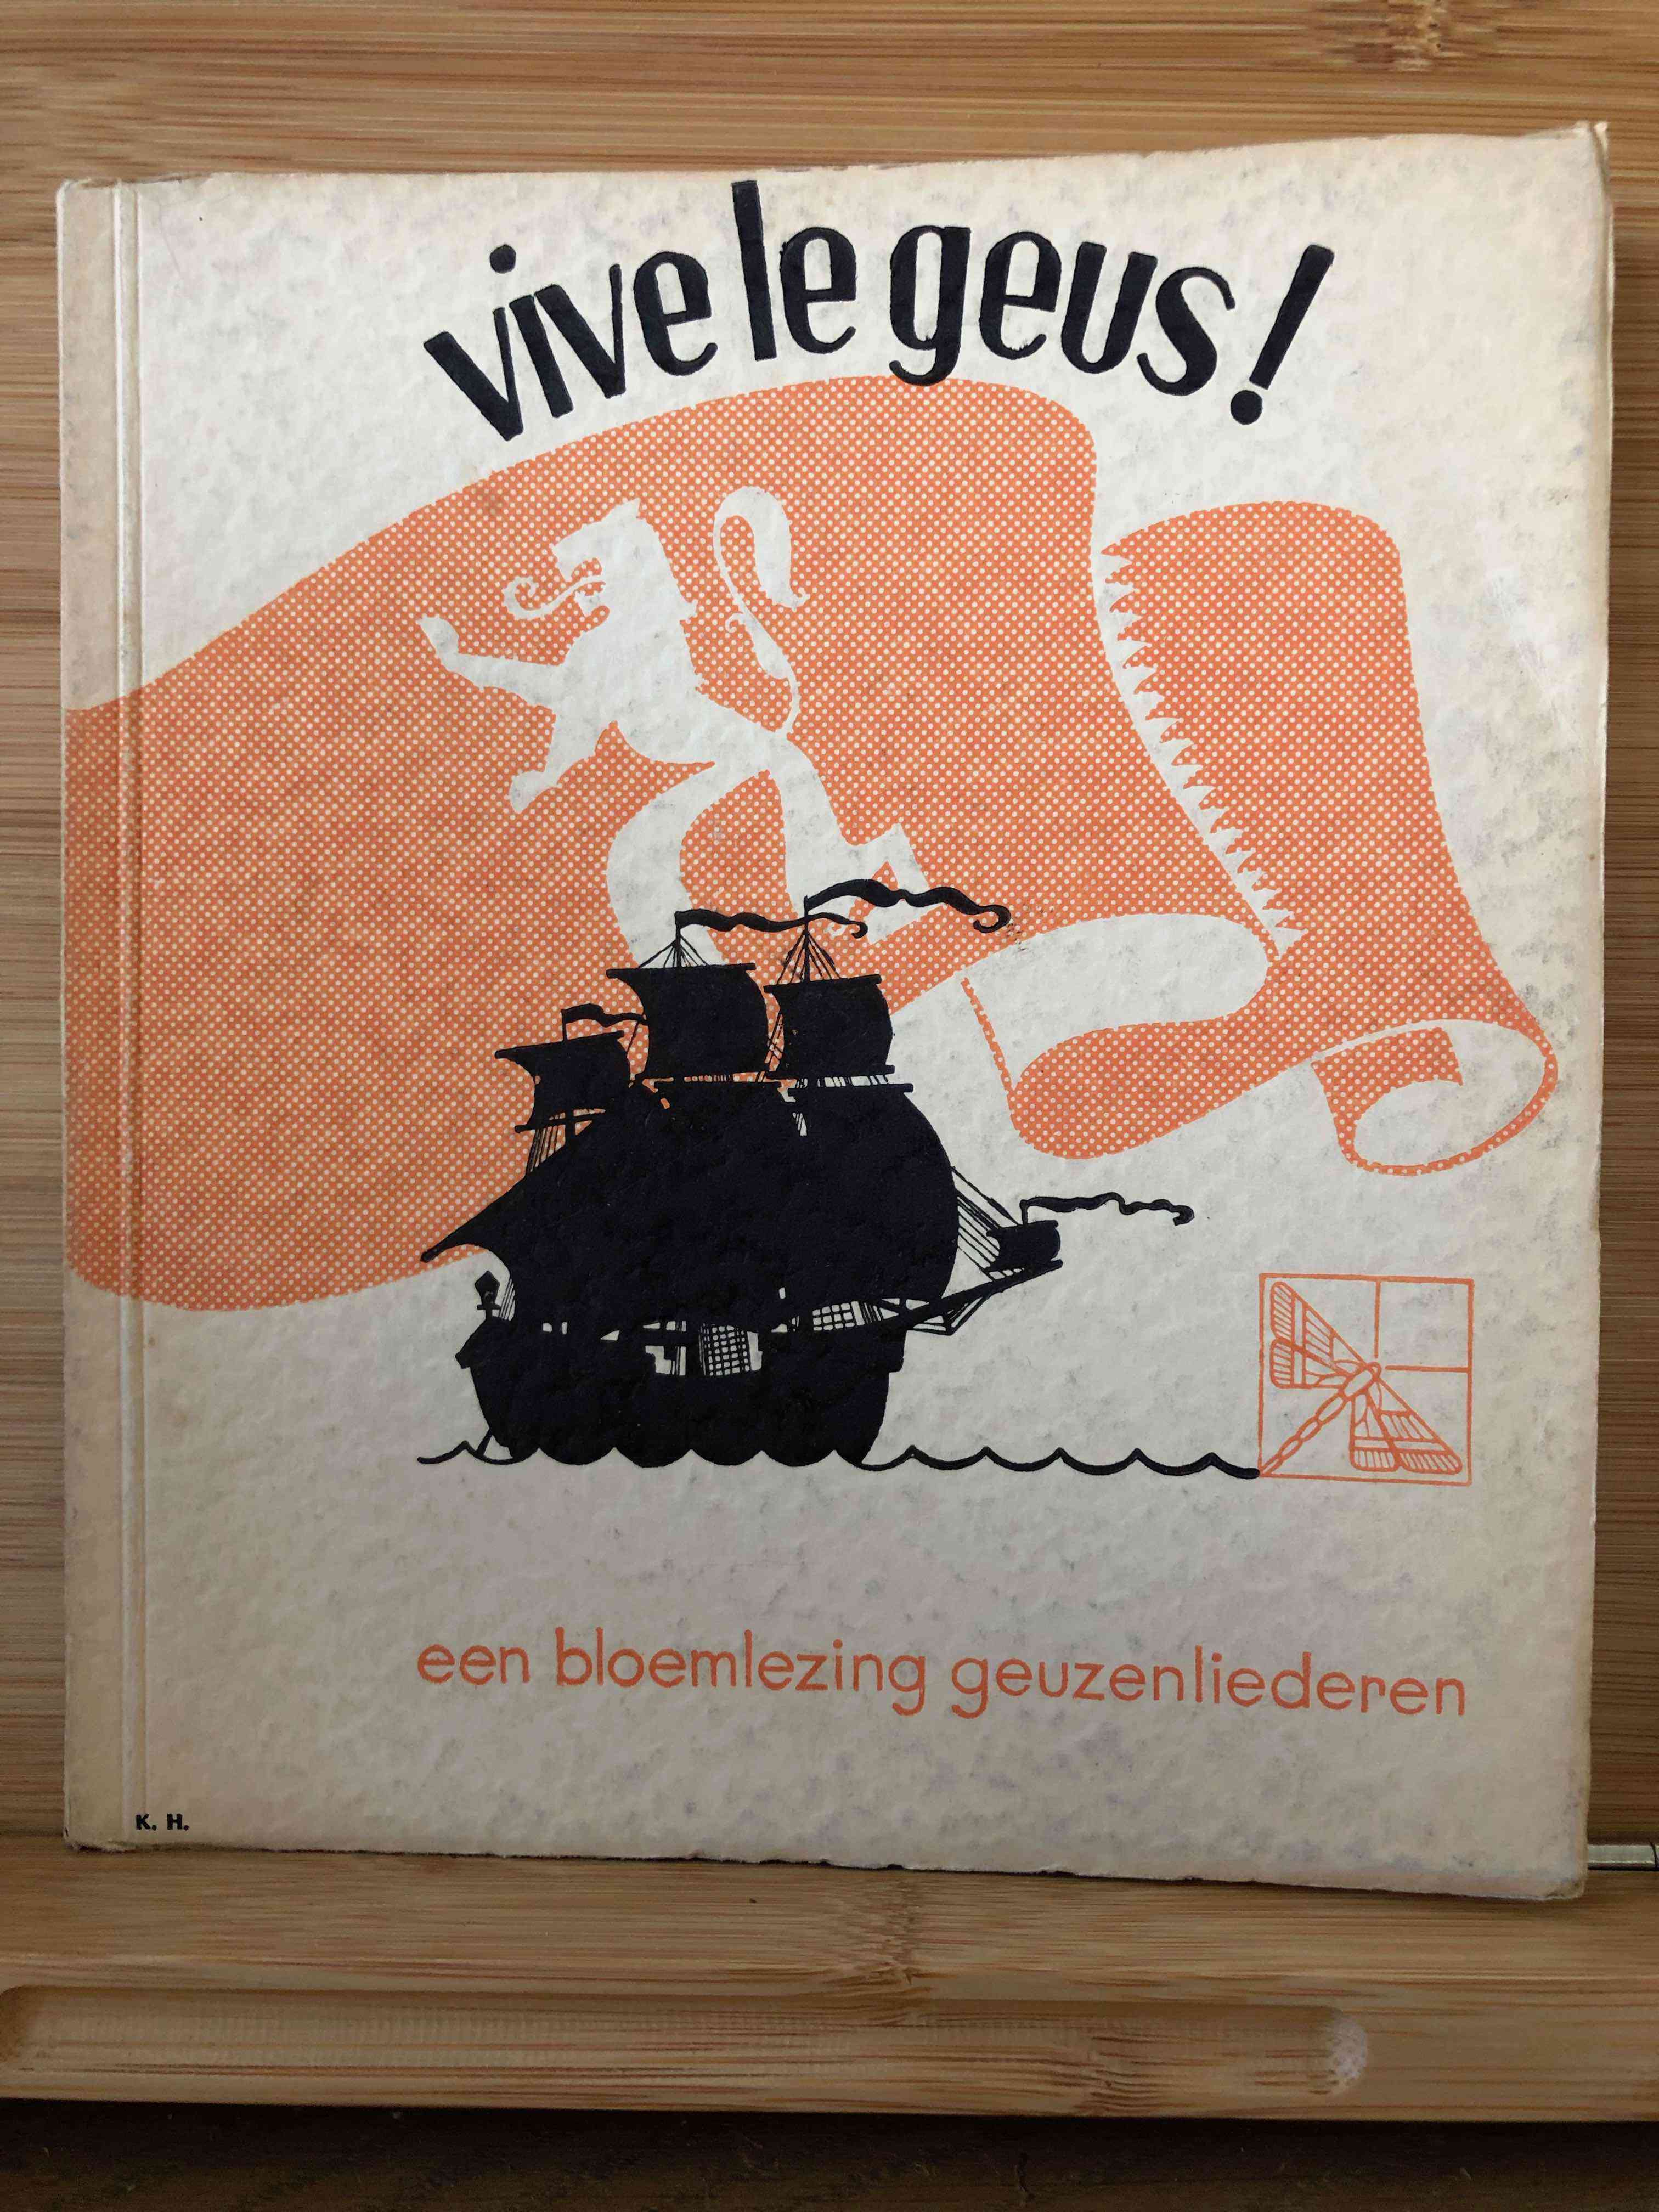 vive le geus!
een bloemlezing geuzenliederen
K. H.